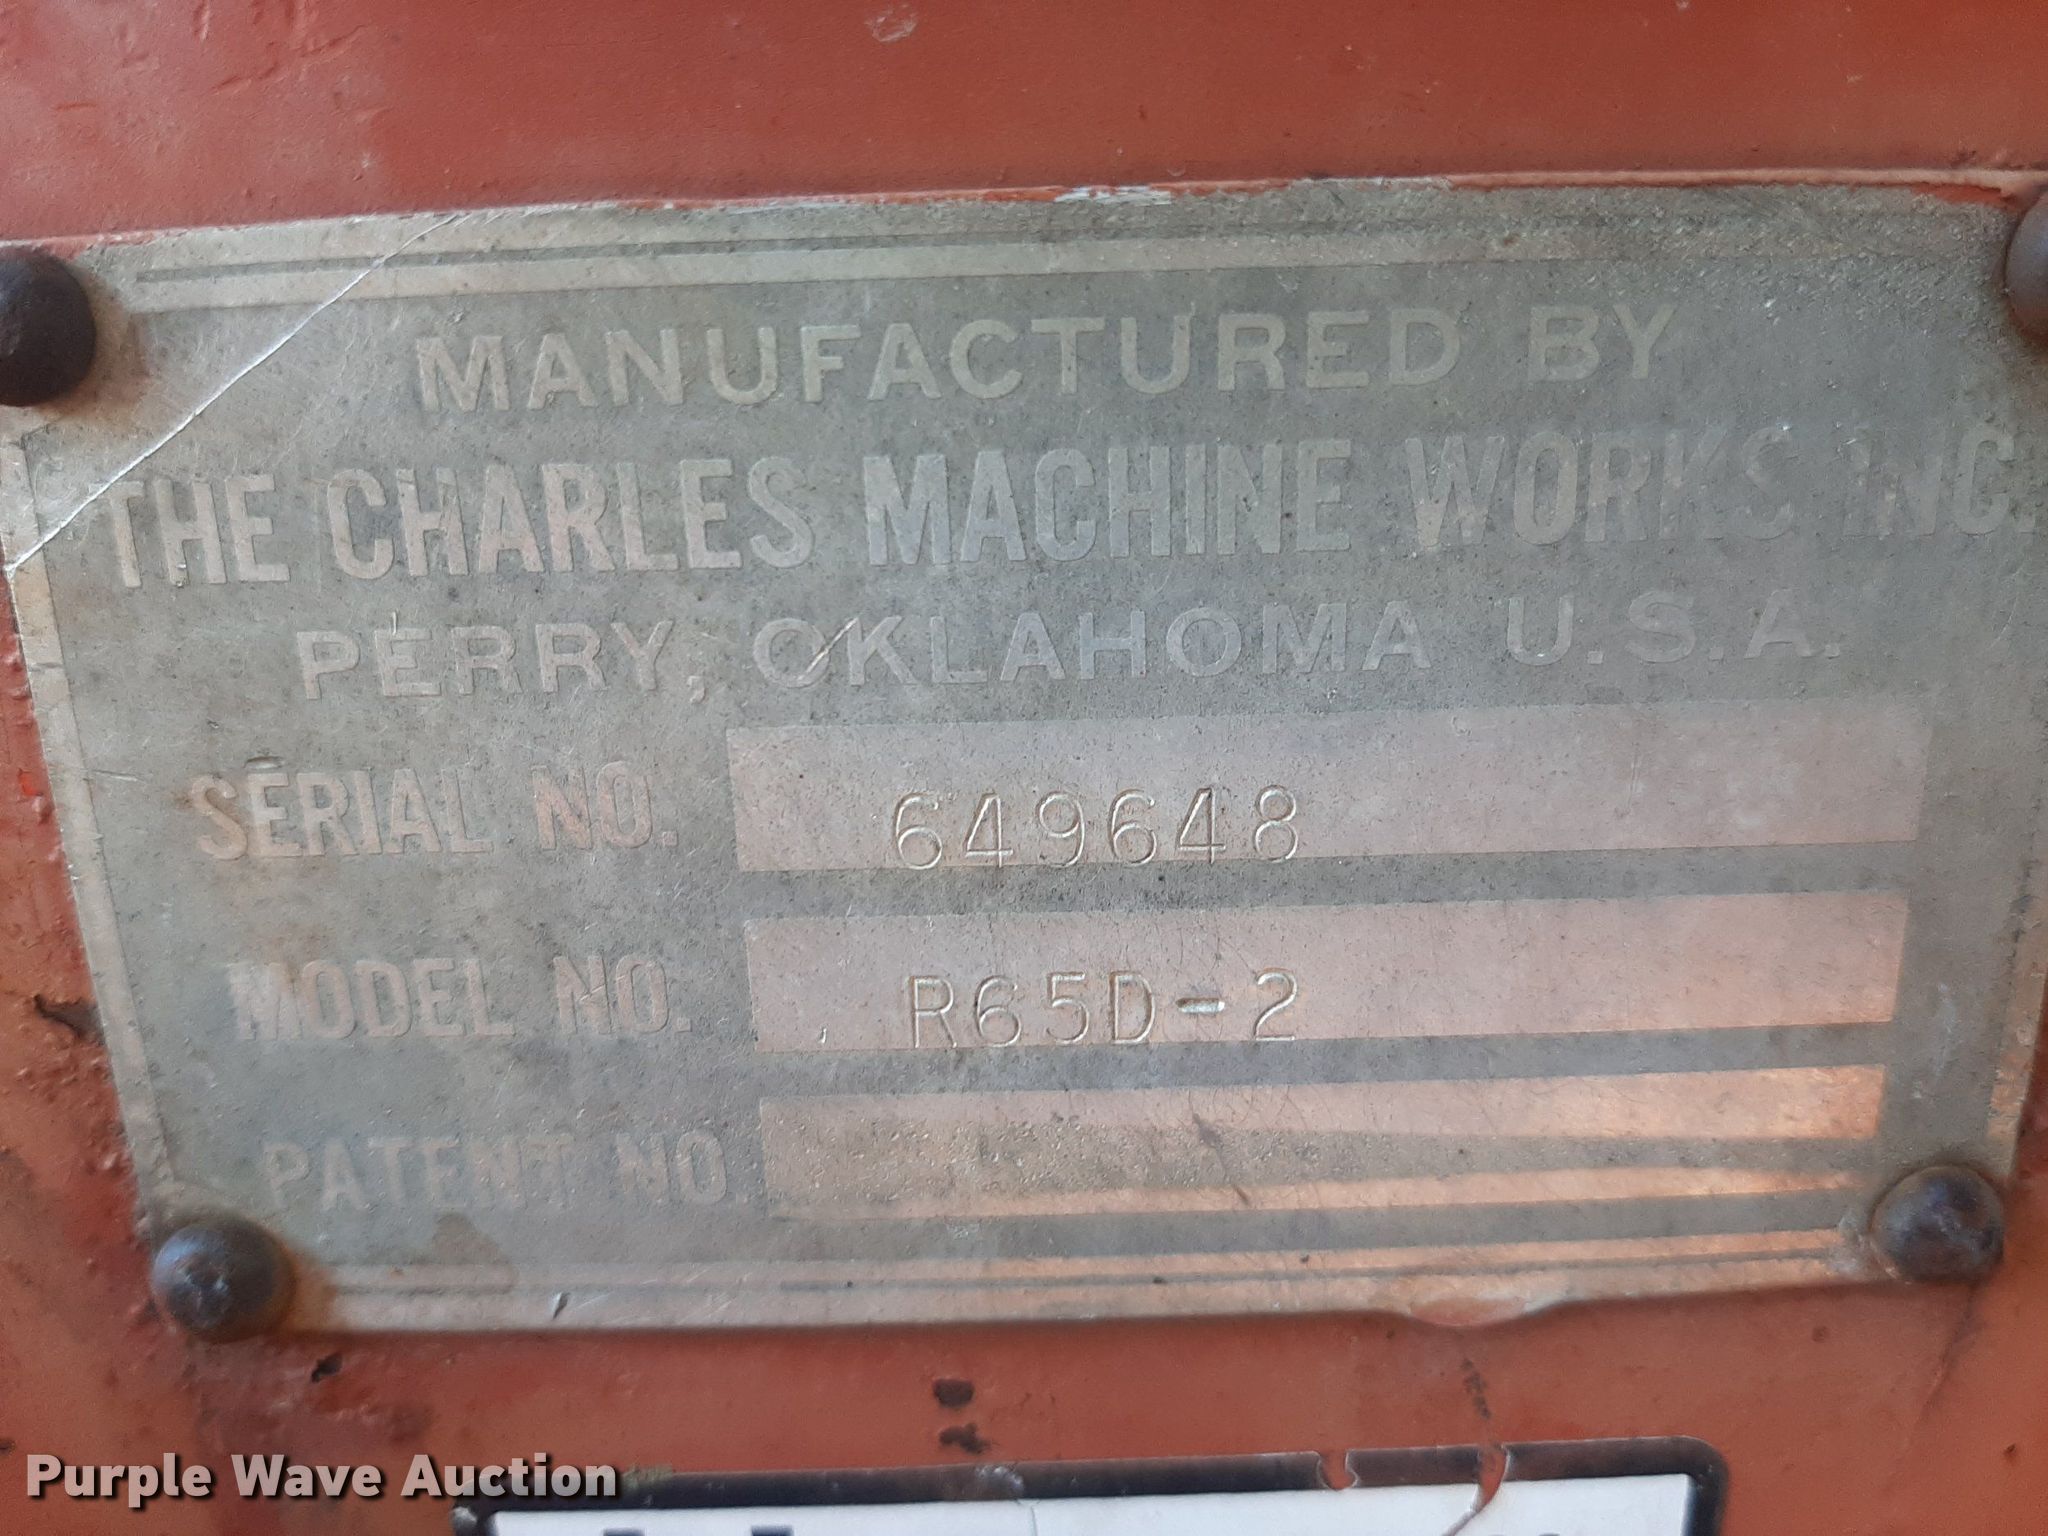 MANUFACTURED BY
THE CHARLES MACHINE WORKS INC.
PERRY, OKLAHOMA U.S.A.
SERIAL NO. 649648
MODEL NO. R65D-2
PATENT NO.
Purple Wave Auction